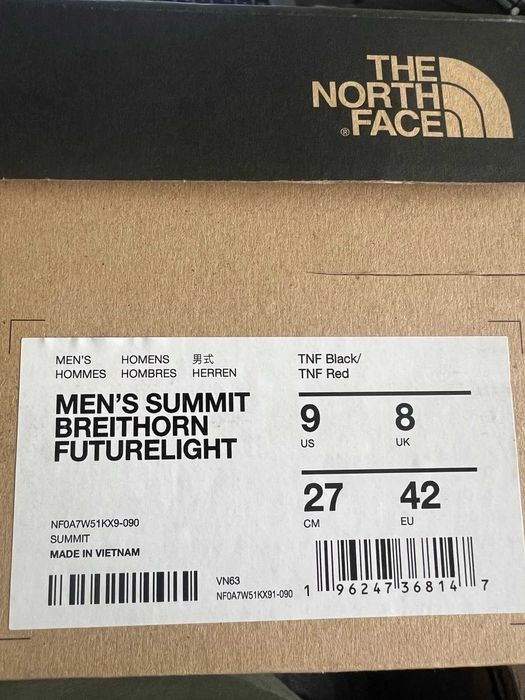 THE
NORTH
® FACE
MEN'S HOMENS 男式
HOMMES HOMBRES HERREN
MEN'S SUMMIT
BREITHORN
FUTURELIGHT
NF0A7W51KX9-090
SUMMIT
MADE IN VIETNAM
VN63
NF0A7W51KX91-090
TNF Black/
TNF Red
9 8
US UK
27 42
CM EU
1 96247 36814 7